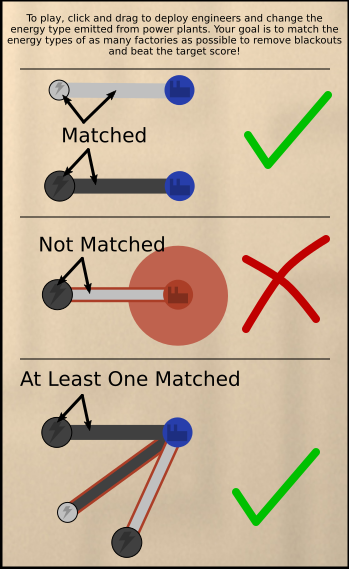 To play, click and drag to deploy engineers and change the
energy type emitted from power plants. Your goal is to match the
energy types of as many factories as possible to remove blackouts
and beat the target score!
Matched
Not Matched
At Least One Matched